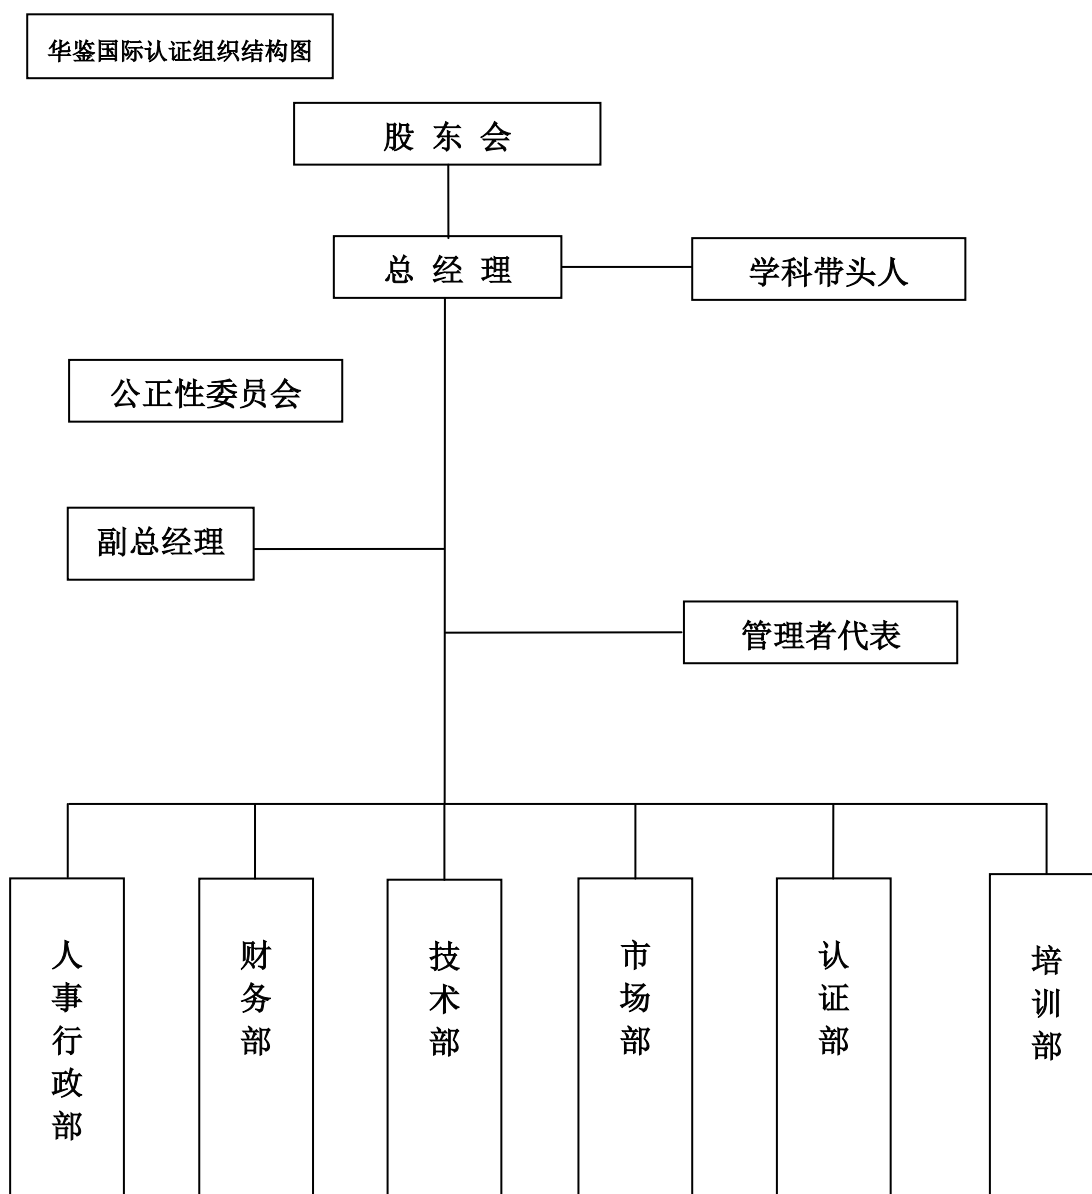 华鉴国际认证组织结构图
股 东 会
总 经 理
学科带头人
公正性委员会
副总经理
管理者代表
人事行政部
财务部
技术部
市场部
认证部
培训部